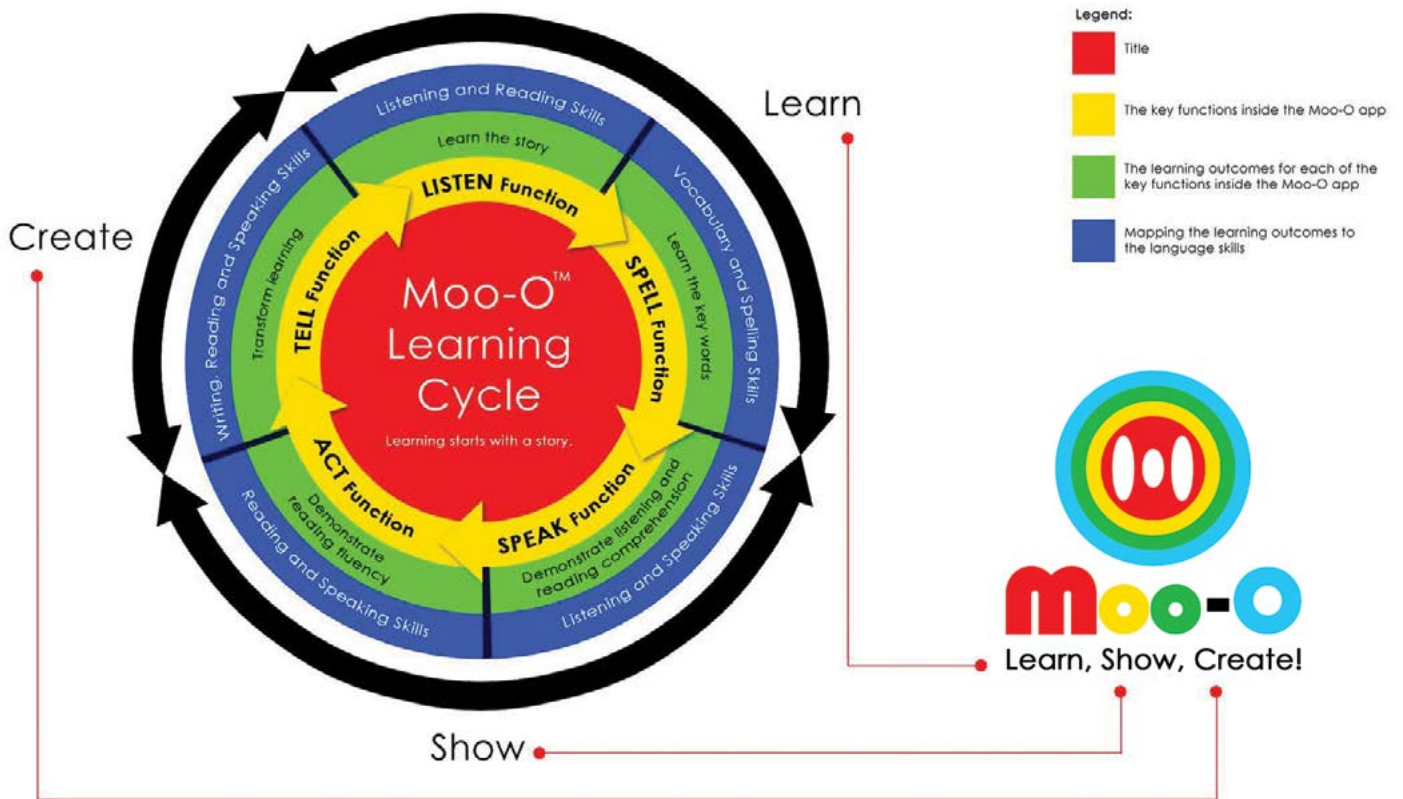 Legend:
Title
The key functions inside the Moo-O app
The learning outcomes for each of the
key functions inside the Moo-O app
Mapping the learning outcomes to
the language skills
Learn
Create
Show
Listening and Reading Skills
Learn the story
LISTEN Function
Vocabulary and Spelling Skills
Learn the key words
SPELL Function
Listening and Speaking Skills
Demonstrate listening and
reading comprehension
SPEAK Function
Reading and Speaking Skills
Demonstrate
reading fluency
ACT Function
Writing, Reading and Speaking Skills
Transform learning
TELL Function
Moo-O™
Learning
Cycle
Learning starts with a story.
moo-O
Learn, Show, Create!